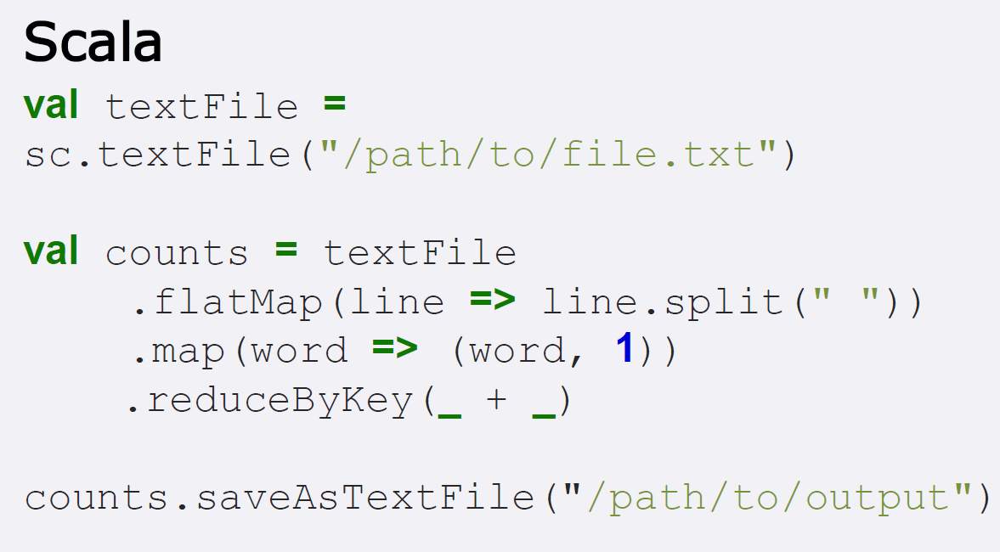 Scala
val textFile =
sc.textFile("/path/to/file.txt")
val counts = textFile
.flatMap(line => line.split(" "))
.map(word => (word, 1))
.reduceByKey(_ + _)
counts.saveAsTextFile("/path/to/output")